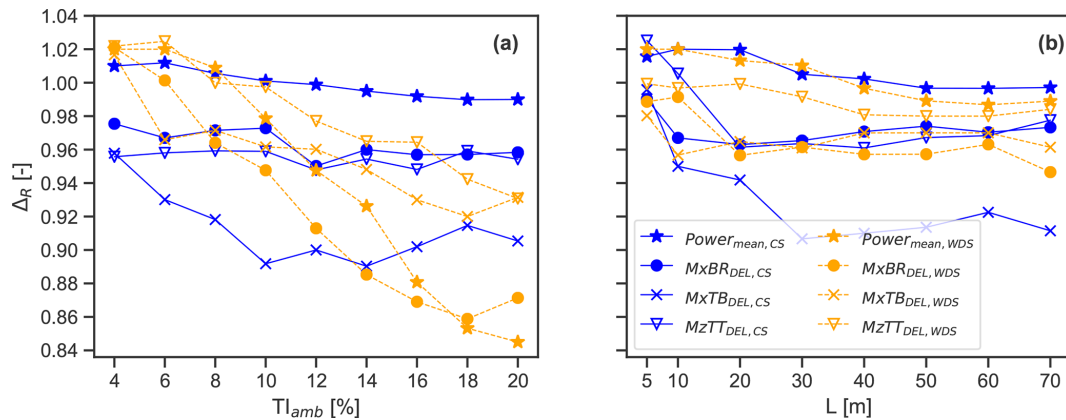 1.04
1.02
1.00
0.98
0.96
0.94
0.92
0.90
0.88
0.86
0.84
Δ_R [-]
(a)
4 6 8 10 12 14 16 18 20
TI_amb [%]
(b)
Power_mean, CS Power_mean, WDS
MxBR_DEL, CS MxBR_DEL, WDS
MxTB_DEL, CS MxTB_DEL, WDS
MzTT_DEL, CS MzTT_DEL, WDS
5 10 20 30 40 50 60 70
L [m]